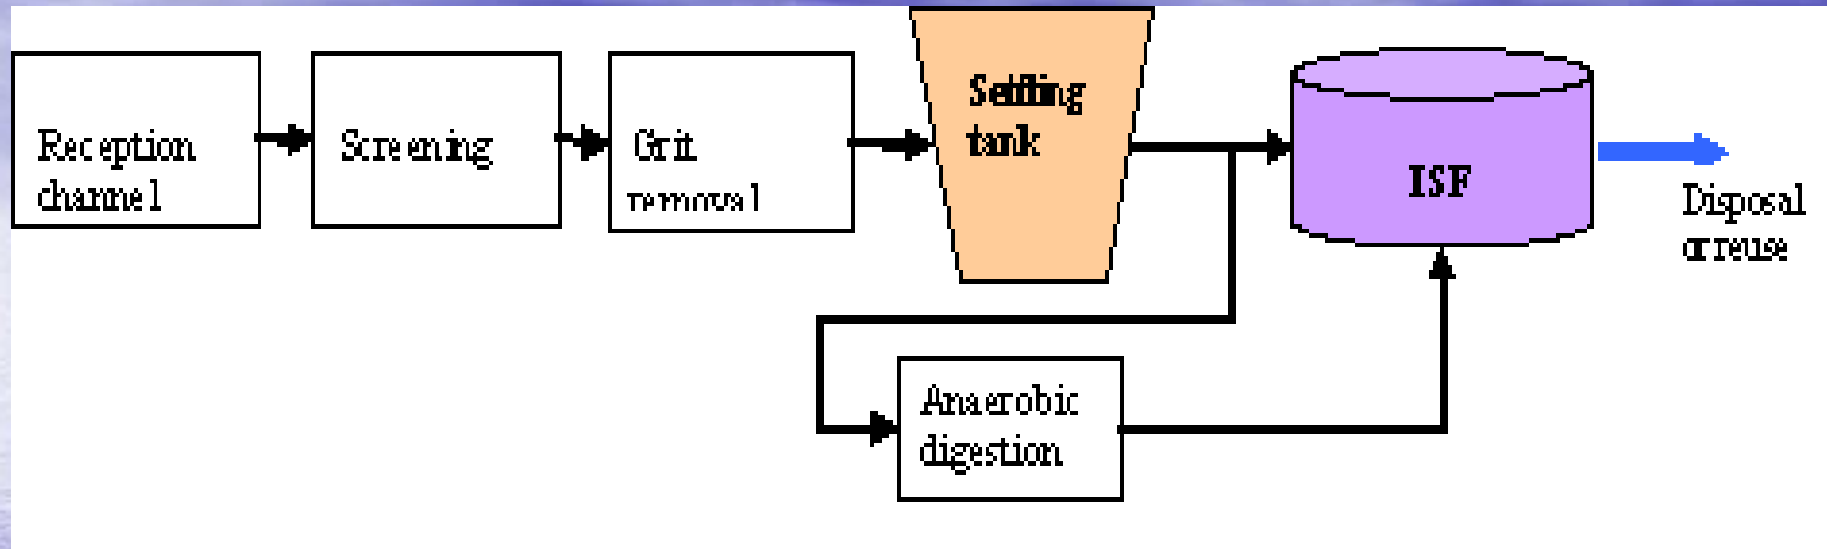 Reception
channel
Screening
Grit
removal
Settling
tank
ISF
Disposal
or reuse
Anaerobic
digestion